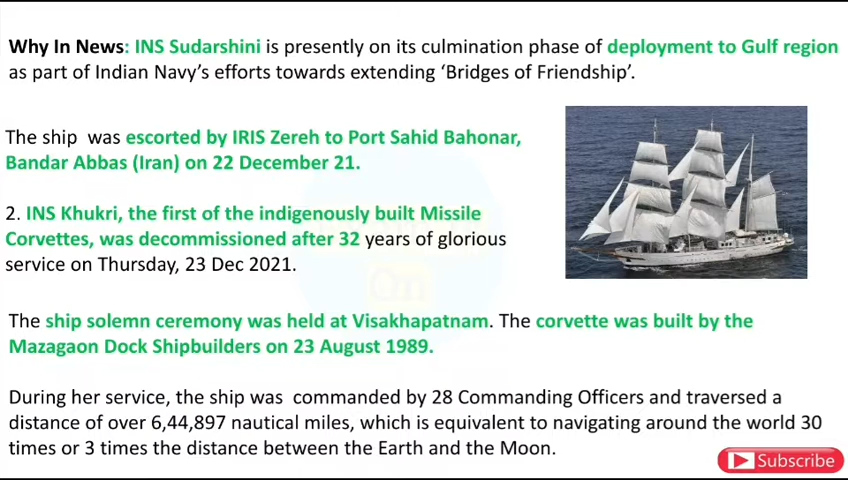 Why In News: INS Sudarshini is presently on its culmination phase of deployment to Gulf region
as part of Indian Navy's efforts towards extending 'Bridges of Friendship'.
The ship was escorted by IRIS Zereh to Port Sahid Bahonar,
Bandar Abbas (Iran) on 22 December 21.
2. INS Khukri, the first of the indigenously built Missile
Corvettes, was decommissioned after 32 years of glorious
service on Thursday, 23 Dec 2021.
The ship solemn ceremony was held at Visakhapatnam. The corvette was built by the
Mazagaon Dock Shipbuilders on 23 August 1989.
During her service, the ship was commanded by 28 Commanding Officers and traversed a
distance of over 6,44,897 nautical miles, which is equivalent to navigating around the world 30
times or 3 times the distance between the Earth and the Moon.
Subscribe